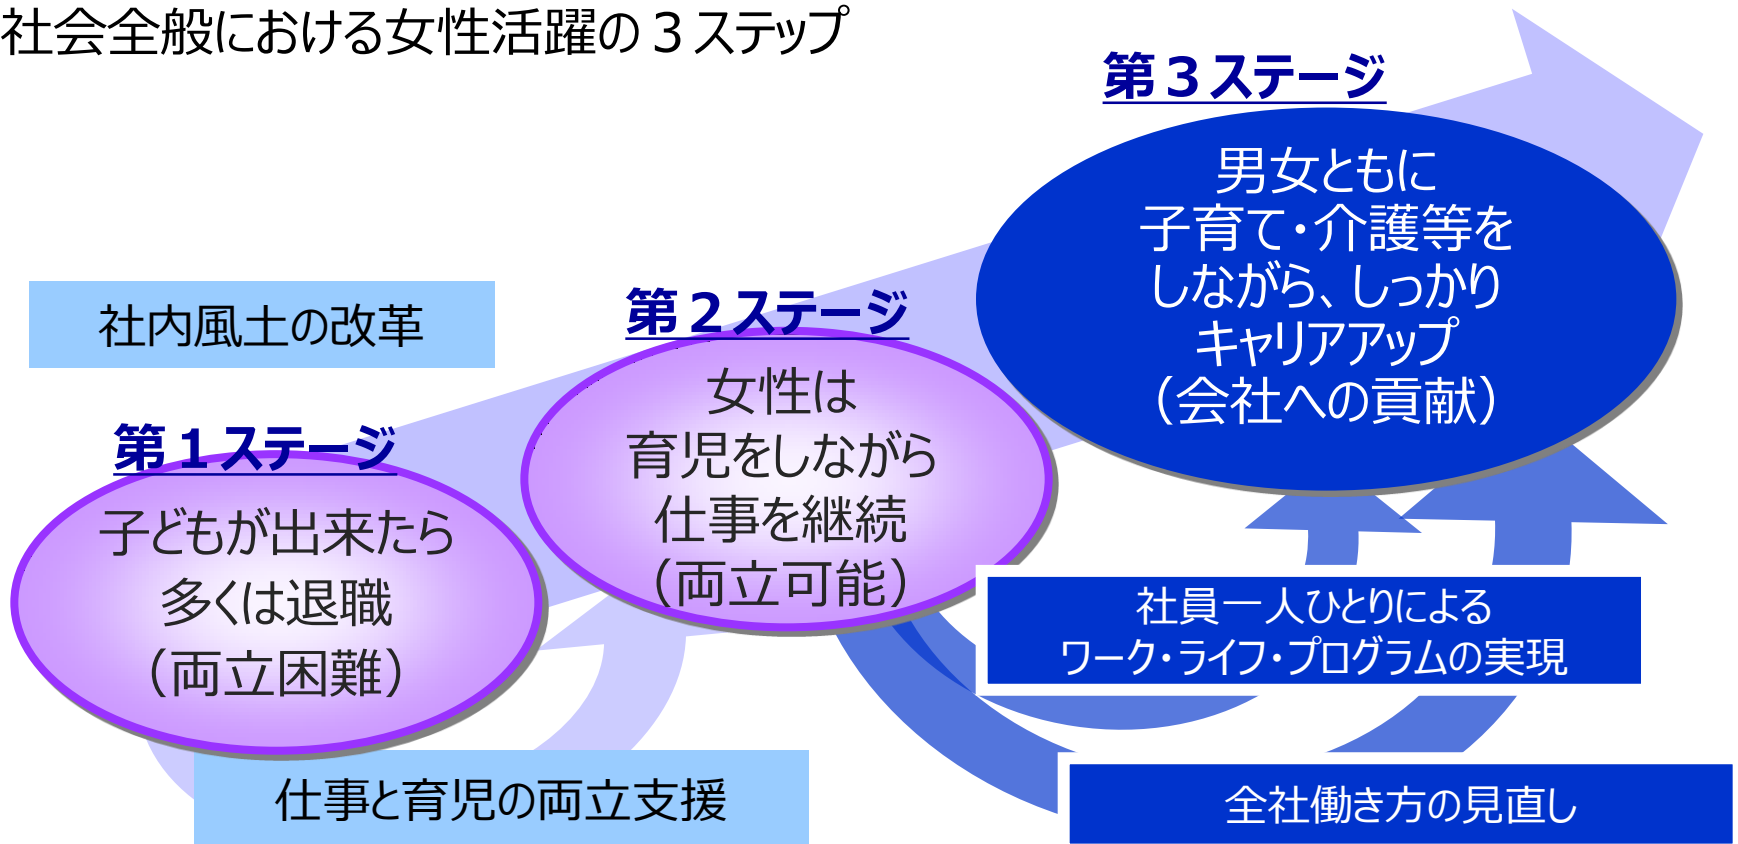 社会全般における女性活躍の３ステップ
第１ステージ
子どもが出来たら
多くは退職
（両立困難）
社内風土の改革
仕事と育児の両立支援
第２ステージ
女性は
育児をしながら
仕事を継続
（両立可能）
第３ステージ
男女ともに
子育て・介護等を
しながら、しっかり
キャリアアップ
（会社への貢献）
社員一人ひとりによる
ワーク・ライフ・プログラムの実現
全社働き方の見直し